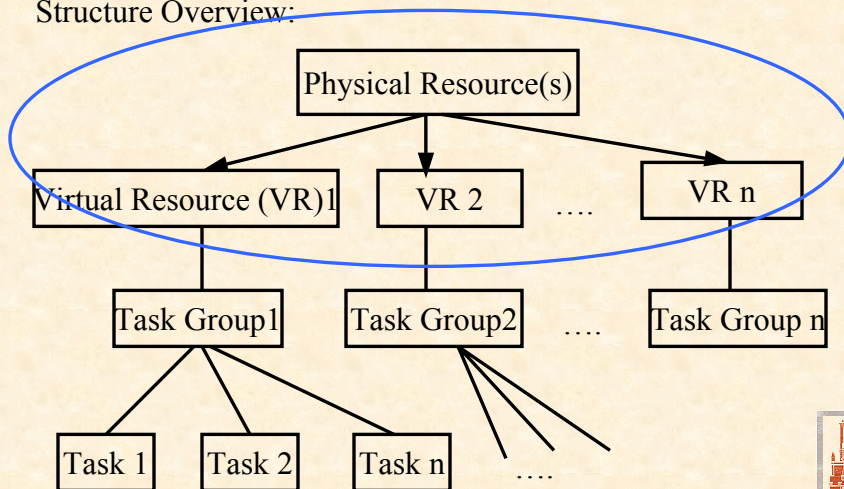 Structure Overview:
Physical Resource(s)
Virtual Resource (VR)1
VR 2
....
VR n
Task Group1
Task Group2
....
Task Group n
Task 1
Task 2
Task n
....